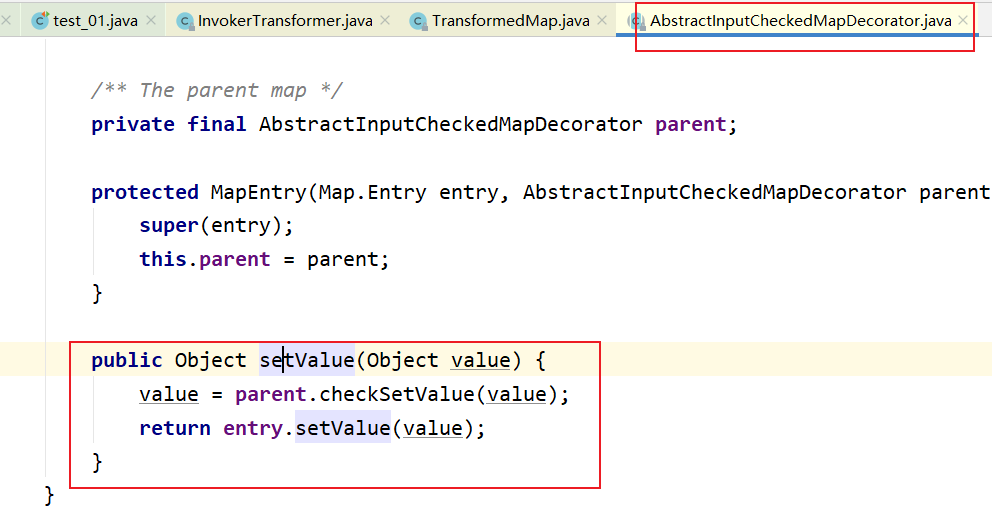 test_01.java InvokerTransformer.java TransformedMap.java AbstractInputCheckedMapDecorator.java
/** The parent map */
private final AbstractInputCheckedMapDecorator parent;
protected MapEntry(Map.Entry entry, AbstractInputCheckedMapDecorator parent
super(entry);
this.parent = parent;
}
public Object setValue(Object value) {
value = parent.checkSetValue(value);
return entry.setValue(value);
}
}